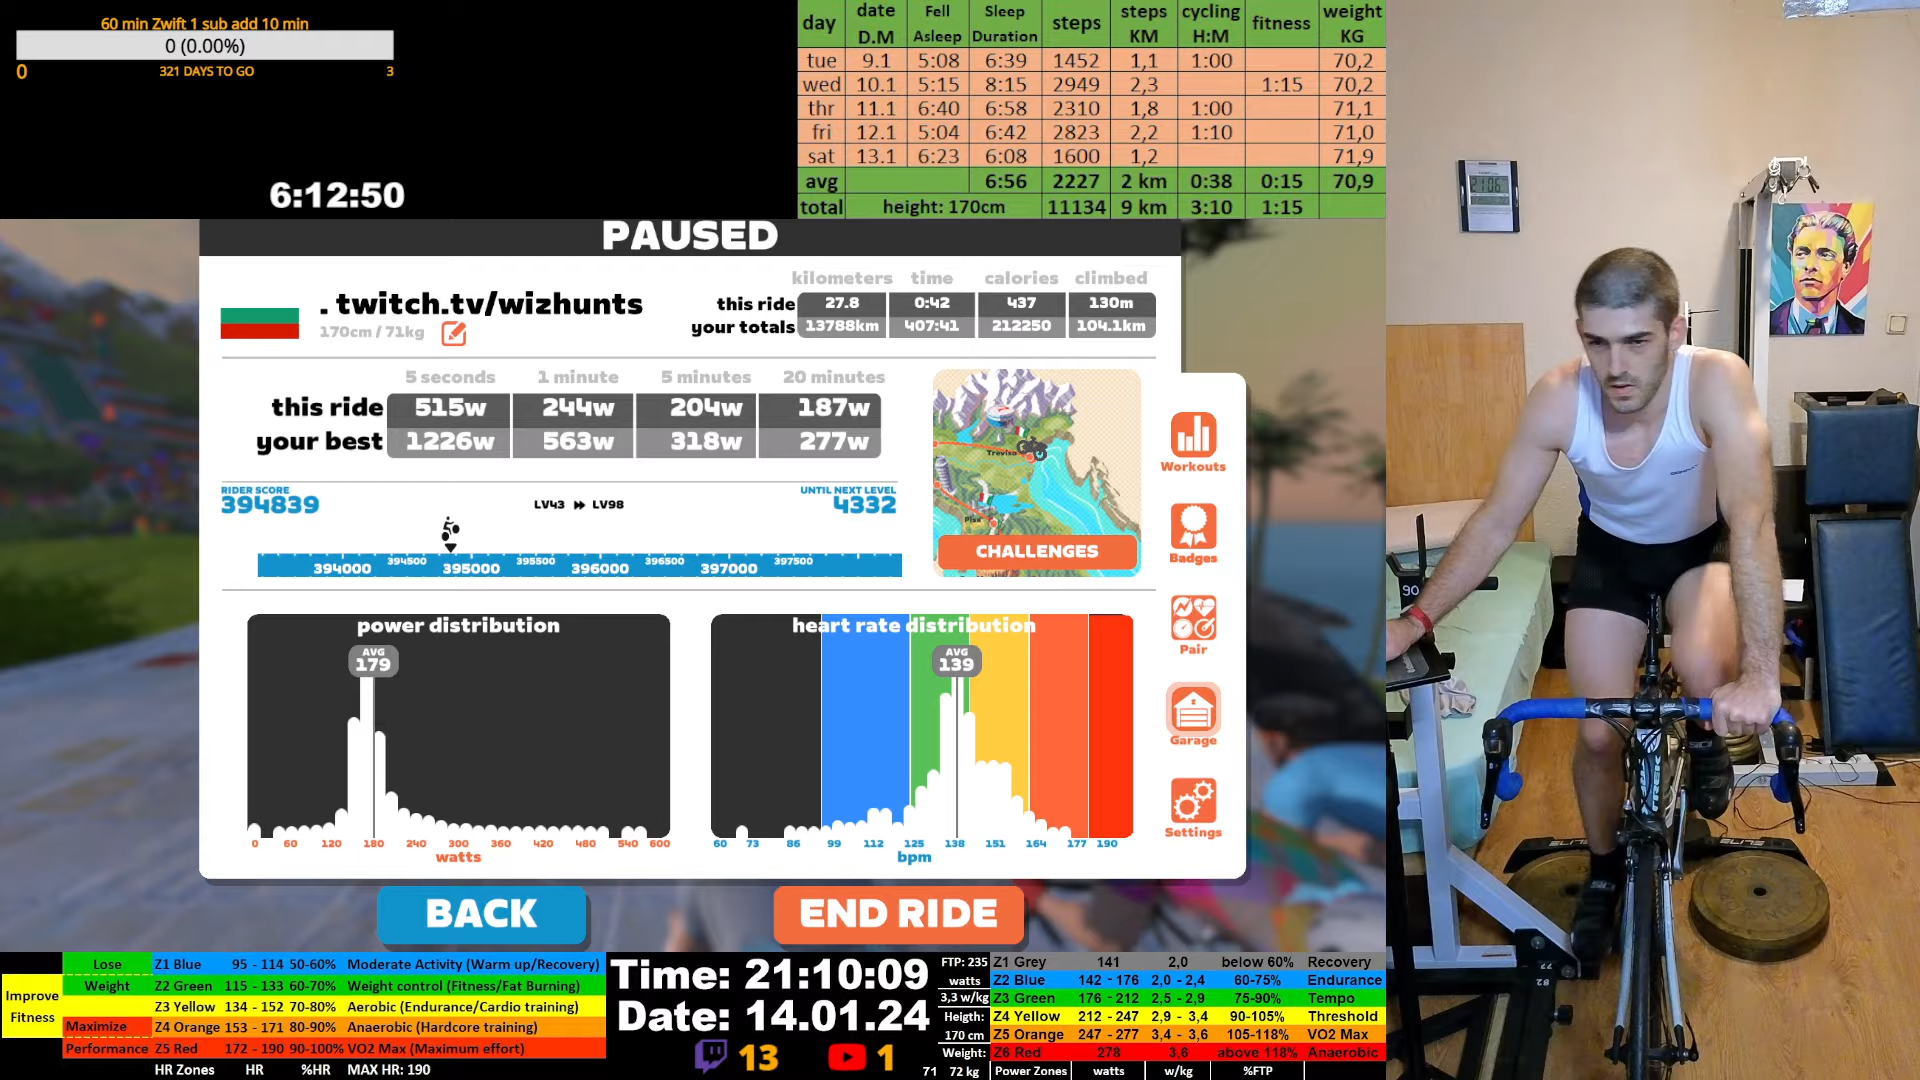 60 min Zwift 1 sub add 10 min
0 (0.00%)
0 321 DAYS TO GO 3
6:12:50
day date D.M Fell Asleep Sleep Duration steps steps KM cycling H:M fitness weight KG
tue 9.1 5:08 6:39 1452 1,1 1:00 70,2
wed 10.1 5:15 8:15 2949 2,3 1:15 70,2
thr 11.1 6:40 6:58 2310 1,8 1:00 71,1
fri 12.1 5:04 6:42 2823 2,2 1:10 71,0
sat 13.1 6:23 6:08 1600 1,2 71,9
avg 6:56 2227 2 km 0:38 0:15 70,9
total height: 170cm 11134 9 km 3:10 1:15
PAUSED
. twitch.tv/wizhunts
170cm / 71kg
kilometers time calories climbed
this ride 27.8 0:42 437 130m
your totals 13788km 407:41 212250 104.1km
5 seconds 1 minute 5 minutes 20 minutes
this ride 515w 244w 204w 187w
your best 1226w 563w 318w 277w
RIDER SCORE
394839
LV43 LV98
UNTIL NEXT LEVEL
4332
394000 394500 395000 395500 396000 396500 397000 397500
Treviso
Pisa
CHALLENGES
Workouts
Badges
Pair
Garage
Settings
power distribution
AVG
179
0 60 120 180 240 300 360 420 480 540 600
watts
heart rate distribution
AVG
139
60 73 86 99 112 125 138 151 164 177 190
bpm
BACK
END RIDE
Improve Fitness
Lose Weight
Maximize Performance
Z1 Blue 95 - 114 50-60% Moderate Activity (Warm up/Recovery)
Z2 Green 115 - 133 60-70% Weight control (Fitness/Fat Burning)
Z3 Yellow 134 - 152 70-80% Aerobic (Endurance/Cardio training)
Z4 Orange 153 - 171 80-90% Anaerobic (Hardcore training)
Z5 Red 172 - 190 90-100% VO2 Max (Maximum effort)
HR Zones HR %HR MAX HR: 190
Time: 21:10:09
Date: 14.01.24
13 1
FTP: 235
watts
3,3 w/kg
Heigth:
170 cm
Weight:
71 72 kg
Z1 Grey 141 2,0 below 60% Recovery
Z2 Blue 142 - 176 2,0 - 2,4 60-75% Endurance
Z3 Green 176 - 212 2,5 - 2,9 75-90% Tempo
Z4 Yellow 212 - 247 2,9 - 3,4 90-105% Threshold
Z5 Orange 247 - 277 3,4 - 3,6 105-118% VO2 Max
Z6 Red 278 3,6 above 118% Anaerobic
Power Zones watts w/kg %FTP
TREK
ELITE
90